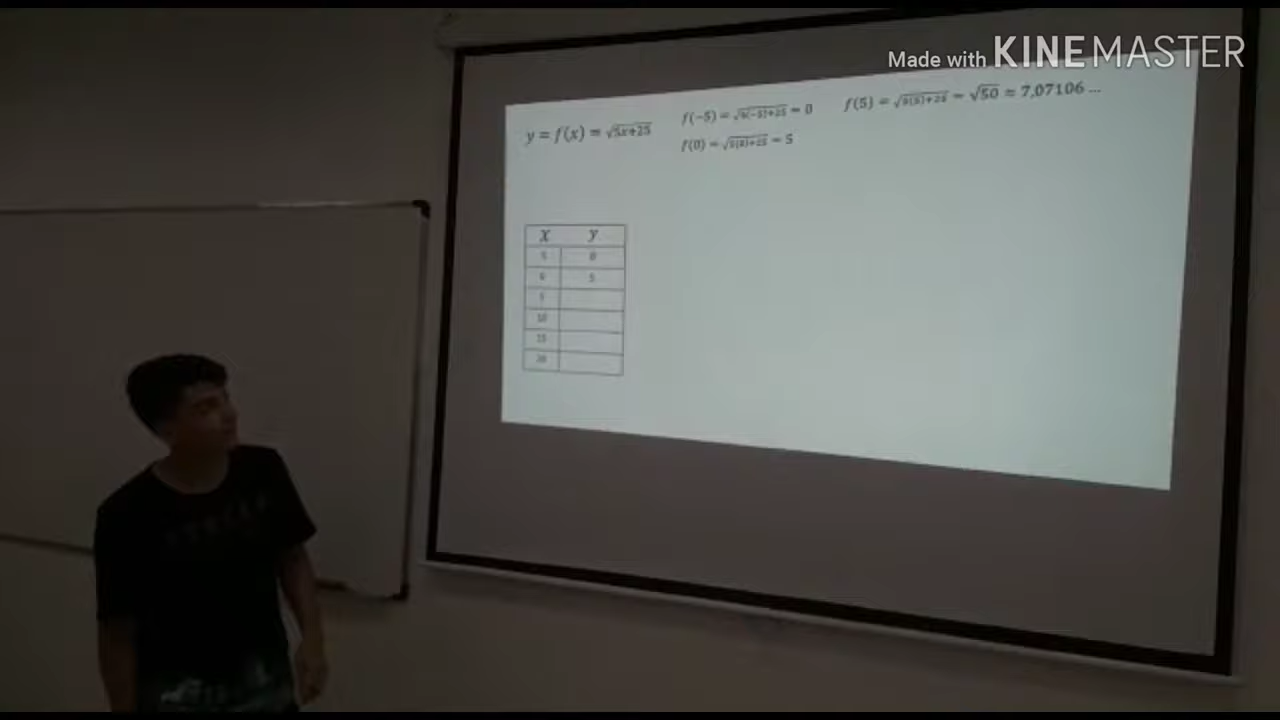 Made with KINEMASTER
y = f(x) = √5x+25
f(−5) = √5(−5)+25 = 0
f(0) = √5(0)+25 = 5
f(5) = √5(5)+25 = √50 ≈ 7,07106 ...
x y
0
5
10
15
20